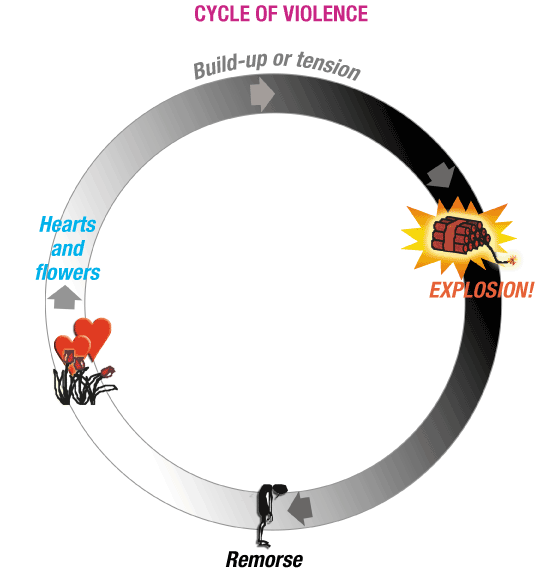 CYCLE OF VIOLENCE
Build-up or tension
EXPLOSION!
Remorse
Hearts
and
flowers